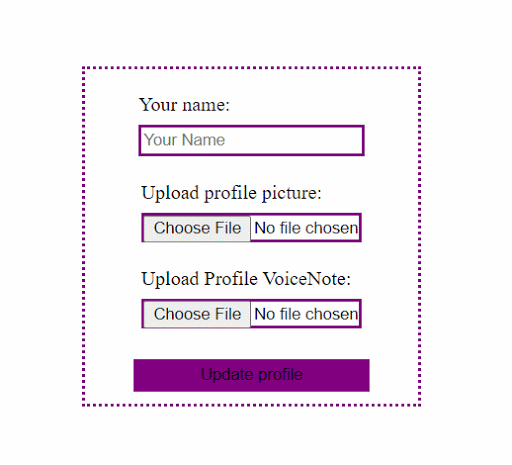 Your name:
Your Name
Upload profile picture:
Choose File No file chosen
Upload Profile VoiceNote:
Choose File No file chosen
Update profile